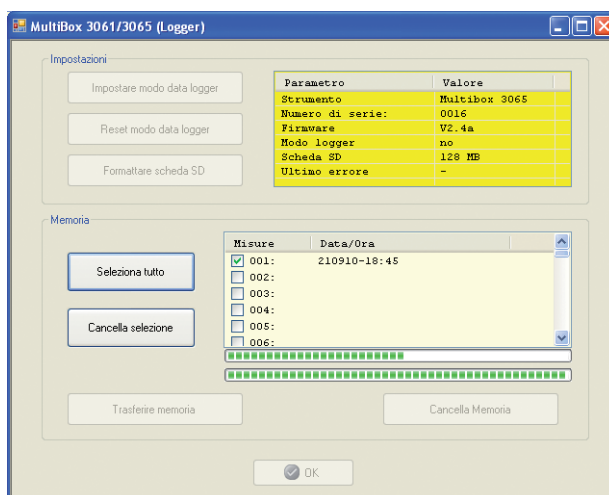 MultiBox 3061/3065 (Logger)
Impostazioni
Impostare modo data logger
Reset modo data logger
Formattare scheda SD
Parametro Valore
Strumento Multibox 3065
Numero di serie: 0016
Firmware V2.4a
Modo logger no
Scheda SD 128 MB
Ultimo errore -
Memoria
Seleziona tutto
Cancella selezione
Misure Data/Ora
001: 210910-18:45
002:
003:
004:
005:
006:
Trasferire memoria
Cancella Memoria
OK